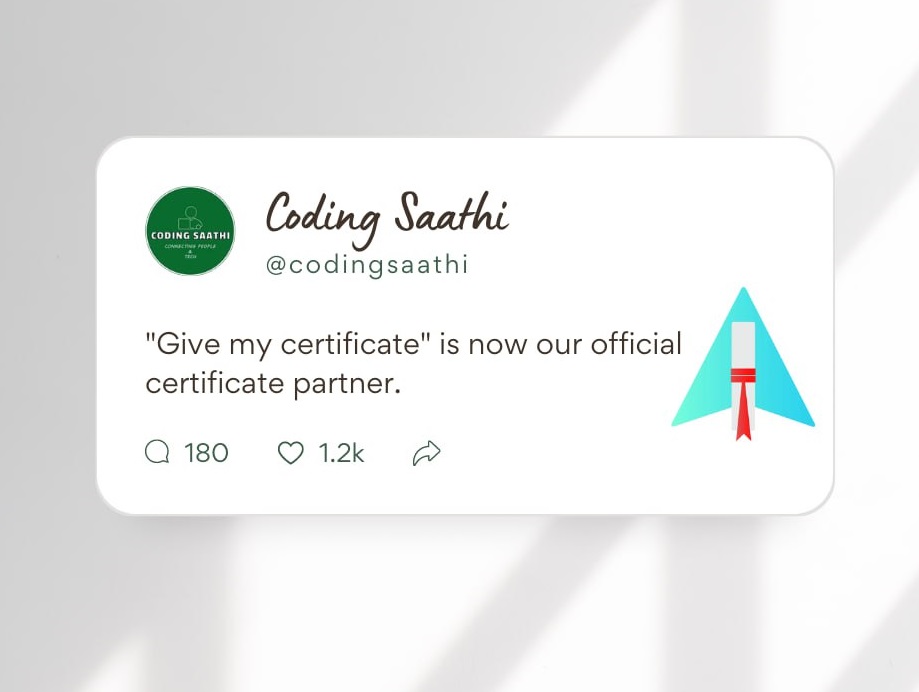 CODING SAATHI
CONNECTING PEOPLE
&
TECH
Coding Saathi
@codingsaathi
"Give my certificate" is now our official
certificate partner.
180 1.2k